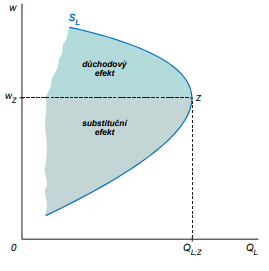 w
S_L
důchodový
efekt
w_Z
Z
substituční
efekt
0
Q_L,Z
Q_L